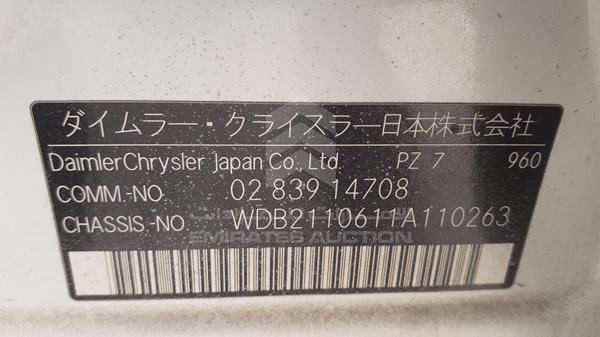 ダイムラー・クライスラー日本株式会社
DaimlerChrysler Japan Co., Ltd. PZ 7 960
COMM.-NO 02 839 14708
CHASSIS-NO. WDB2110611A110263
EMIRATES AUCTION